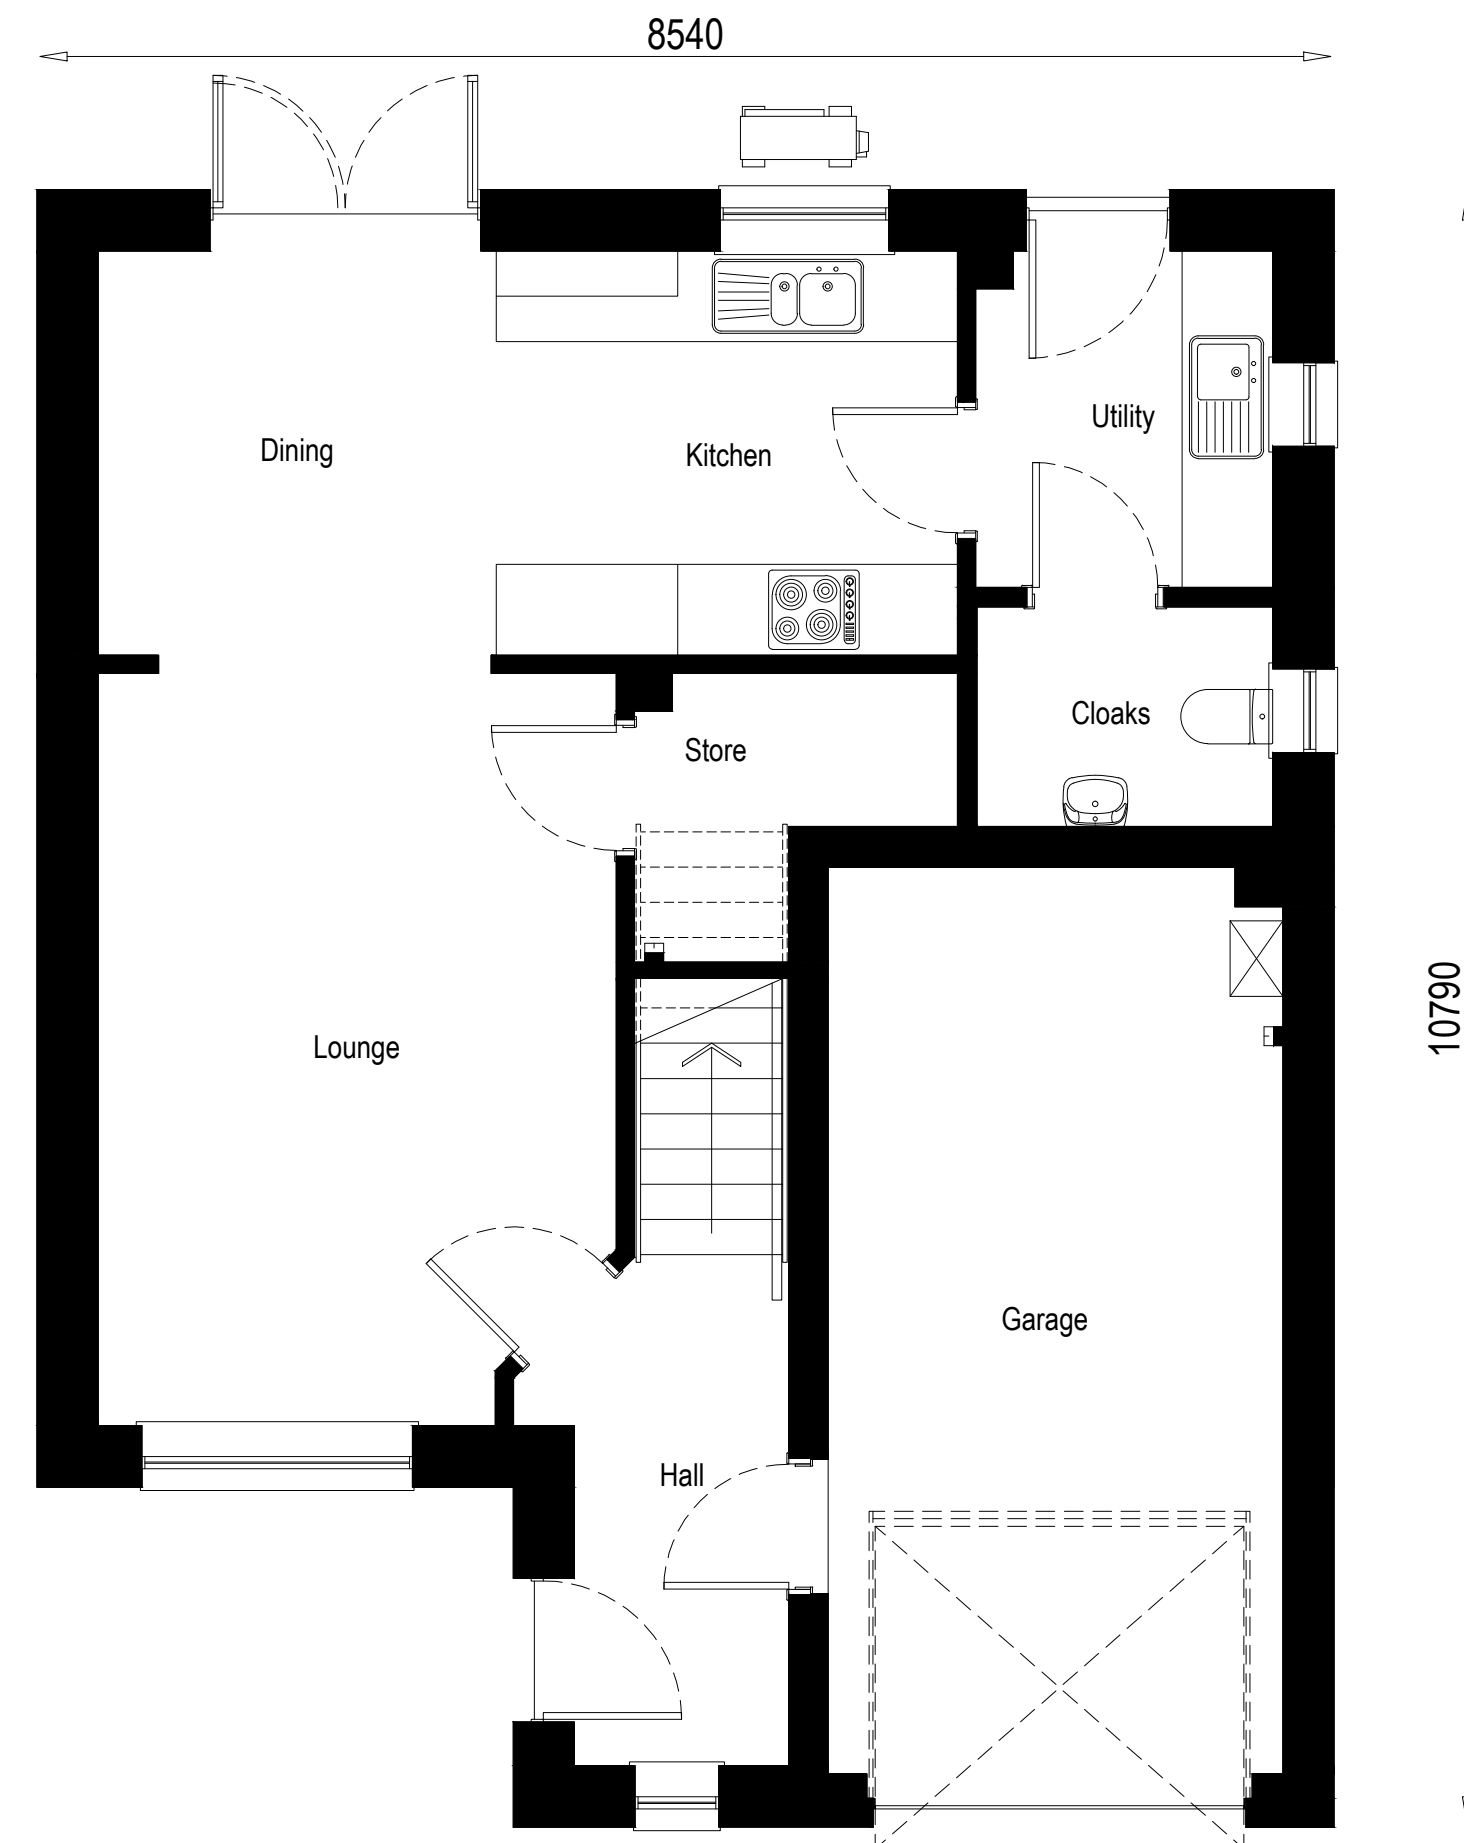 8540
Utility
Dining
Kitchen
Cloaks
Store
10790
Lounge
Garage
Hall